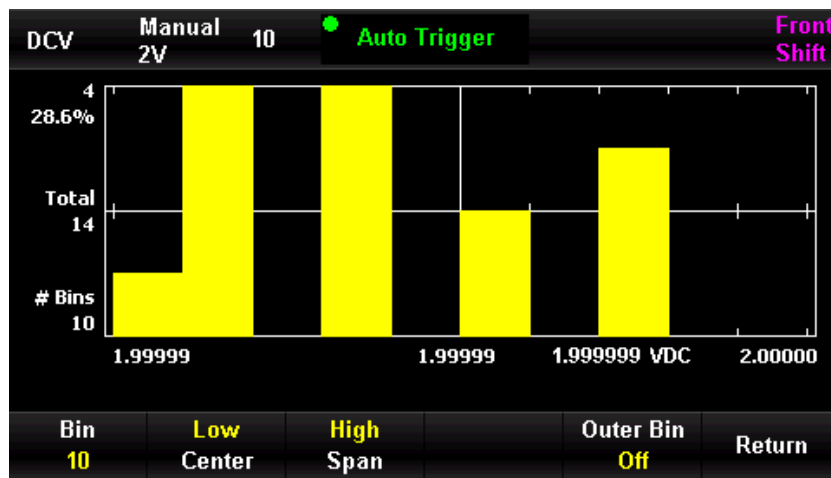 DCV Manual 10 Auto Trigger Front
2V Shift
4
28.6%
Total
14
# Bins
10
1.99999 1.99999 1.999999 VDC 2.00000
Bin Low High Outer Bin Return
10 Center Span Off